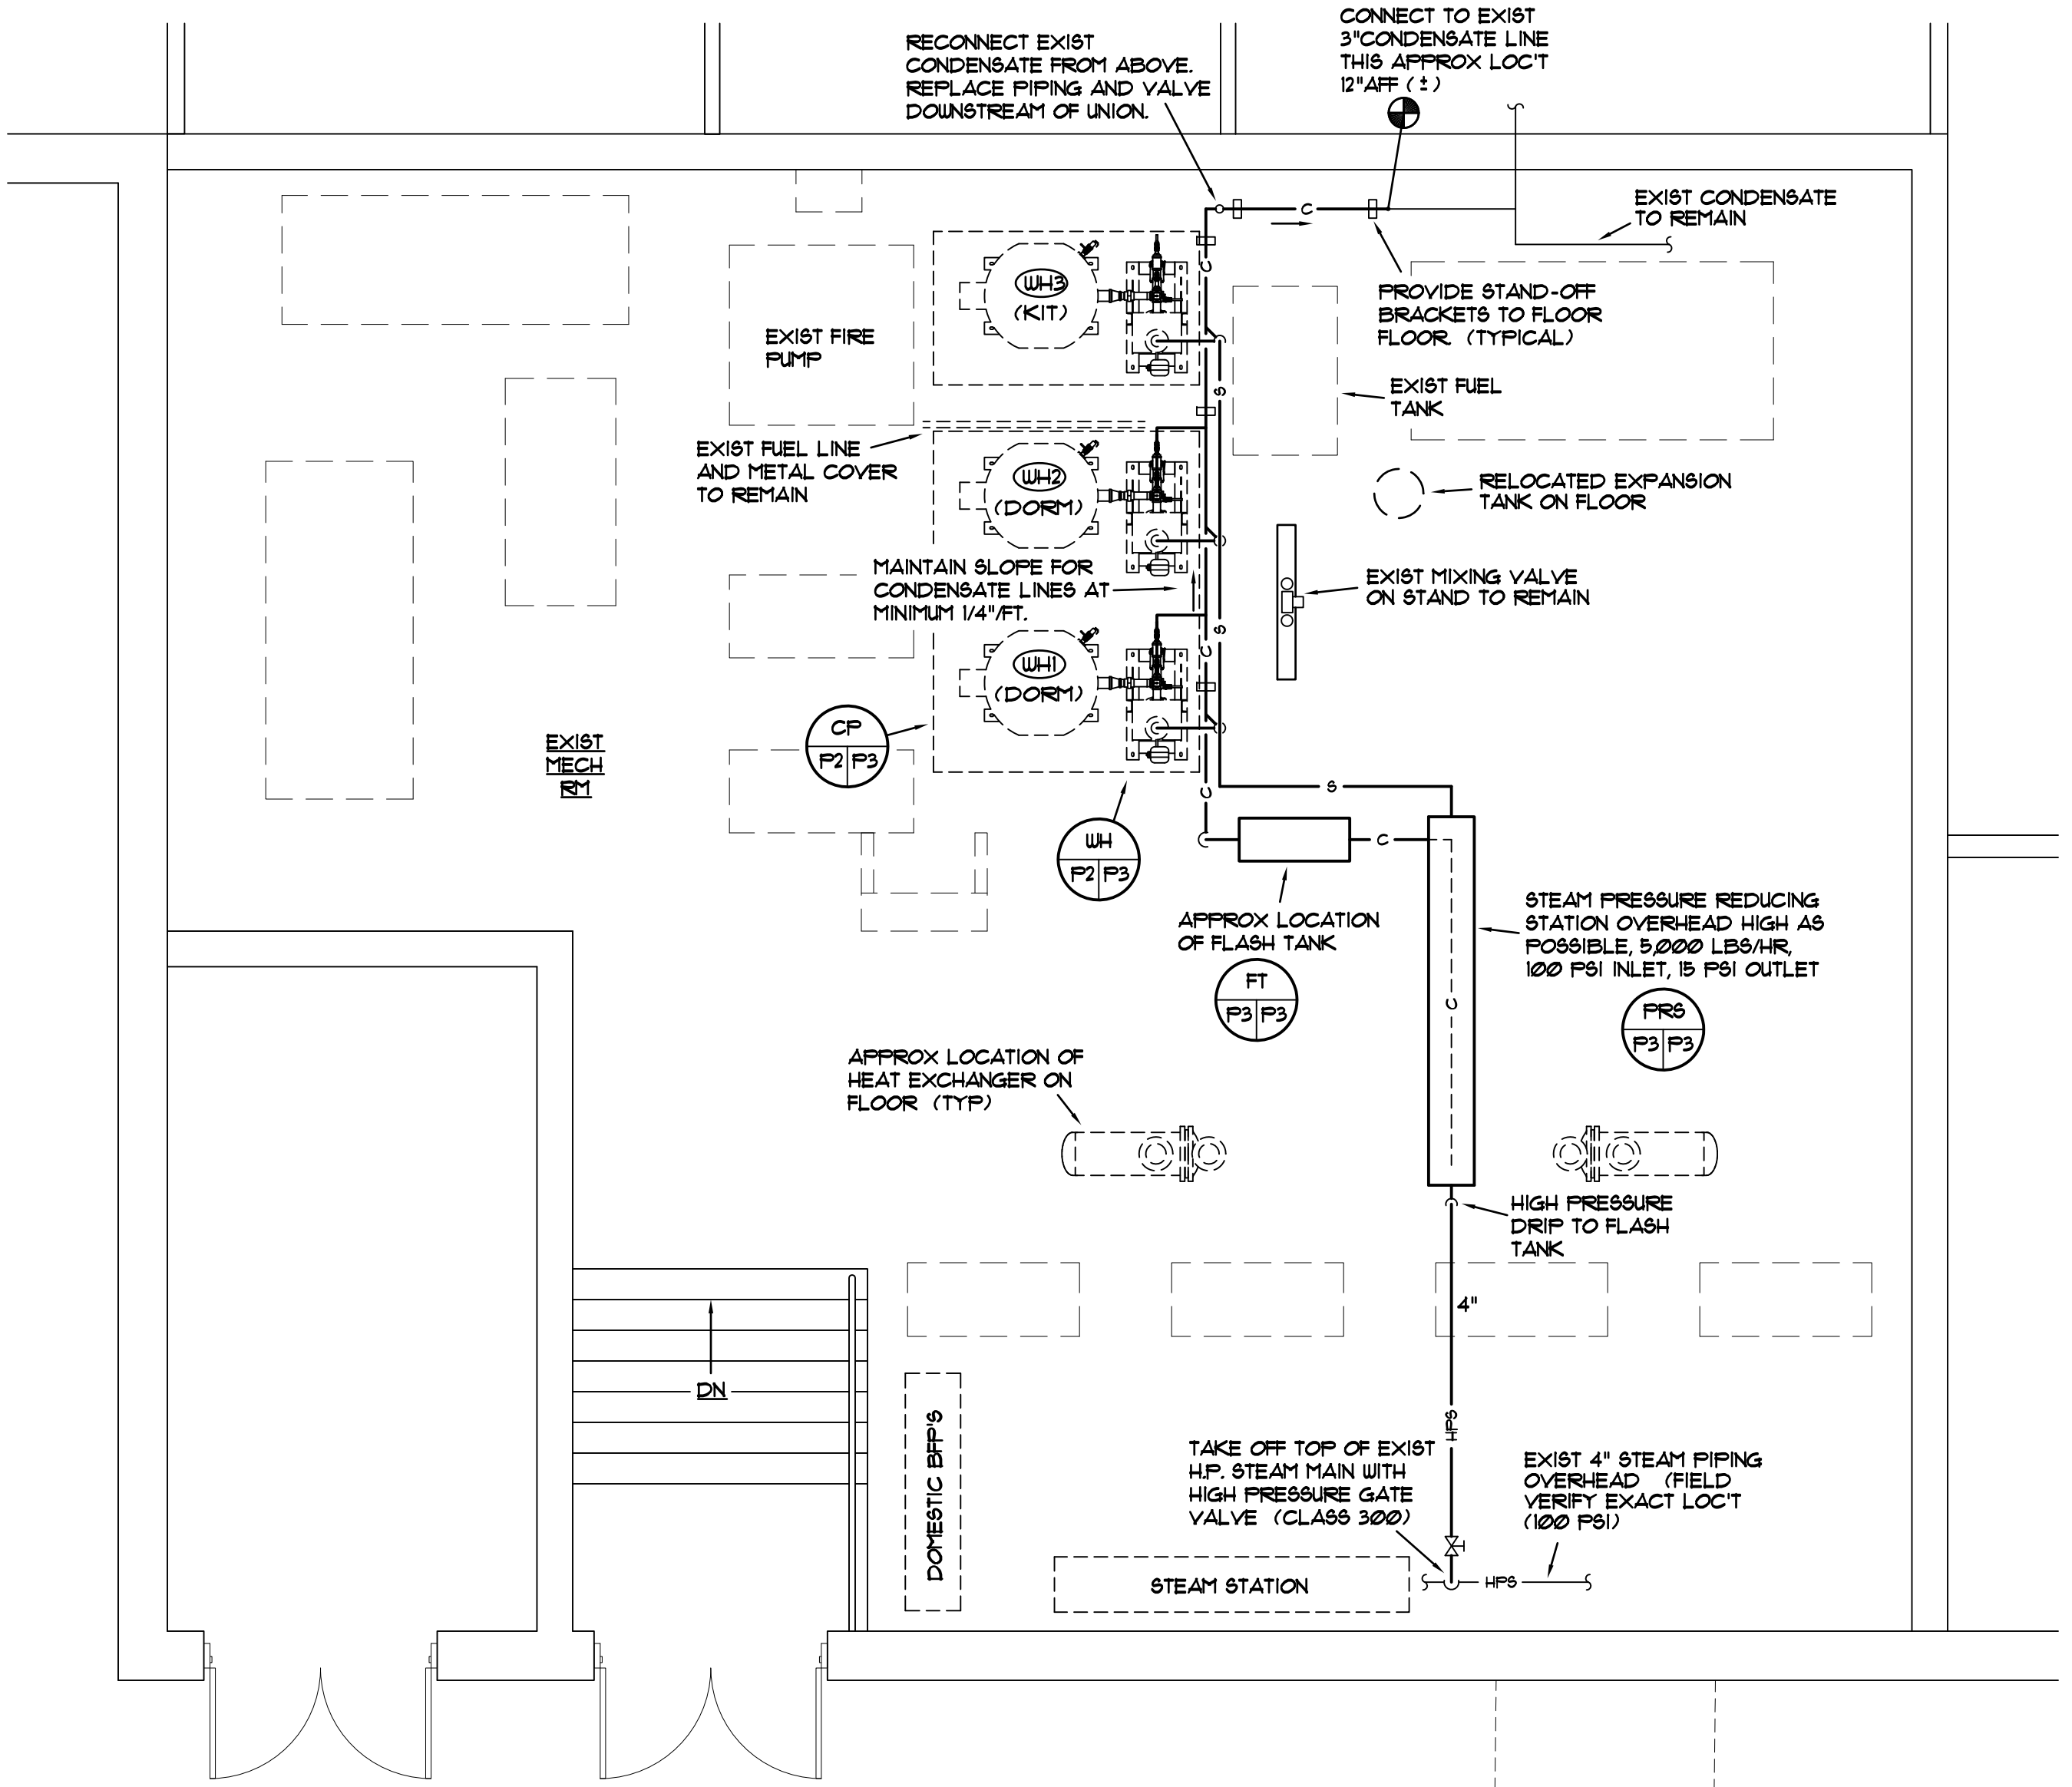 RECONNECT EXIST
CONDENSATE FROM ABOVE.
REPLACE PIPING AND VALVE
DOWNSTREAM OF UNION.
CONNECT TO EXIST
3"CONDENSATE LINE
THIS APPROX LOC'T
12"AFF (±)
EXIST CONDENSATE
TO REMAIN
C
WH3
(KIT)
C
PROVIDE STAND-OFF
BRACKETS TO FLOOR
FLOOR. (TYPICAL)
EXIST FIRE
PUMP
S
EXIST FUEL
TANK
EXIST FUEL LINE
AND METAL COVER
TO REMAIN
WH2
(DORM)
RELOCATED EXPANSION
TANK ON FLOOR
MAINTAIN SLOPE FOR
CONDENSATE LINES AT
MINIMUM 1/4"/FT.
EXIST MIXING VALVE
ON STAND TO REMAIN
S
C
WH1
(DORM)
CP
P2 P3
EXIST
MECH
RM
S
C
WH
P2 P3
C
APPROX LOCATION
OF FLASH TANK
FT
P3 P3
STEAM PRESSURE REDUCING
STATION OVERHEAD HIGH AS
POSSIBLE, 5,000 LBS/HR,
100 PSI INLET, 15 PSI OUTLET
C
PRS
P3 P3
APPROX LOCATION OF
HEAT EXCHANGER ON
FLOOR (TYP)
HIGH PRESSURE
DRIP TO FLASH
TANK
4"
DN
DOMESTIC BFP'S
HPS
TAKE OFF TOP OF EXIST
H.P. STEAM MAIN WITH
HIGH PRESSURE GATE
VALVE (CLASS 300)
EXIST 4" STEAM PIPING
OVERHEAD (FIELD
VERIFY EXACT LOC'T
(100 PSI)
STEAM STATION
HPS